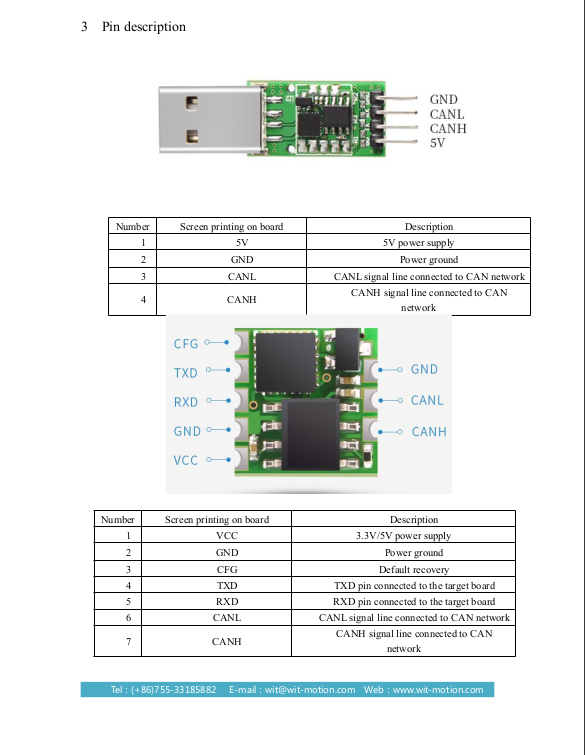 3 Pin description
GND
CANL
CANH
5V
Number Screen printing on board Description
1 5V 5V power supply
2 GND Power ground
3 CANL CANL signal line connected to CAN network
4 CANH CANH signal line connected to CAN
network
CFG
TXD
RXD
GND
VCC
GND
CANL
CANH
Number Screen printing on board Description
1 VCC 3.3V/5V power supply
2 GND Power ground
3 CFG Default recovery
4 TXD TXD pin connected to the target board
5 RXD RXD pin connected to the target board
6 CANL CANL signal line connected to CAN network
7 CANH CANH signal line connected to CAN
network
Tel : (+86)755-33185882 E-mail : wit@wit-motion.com Web : www.wit-motion.com